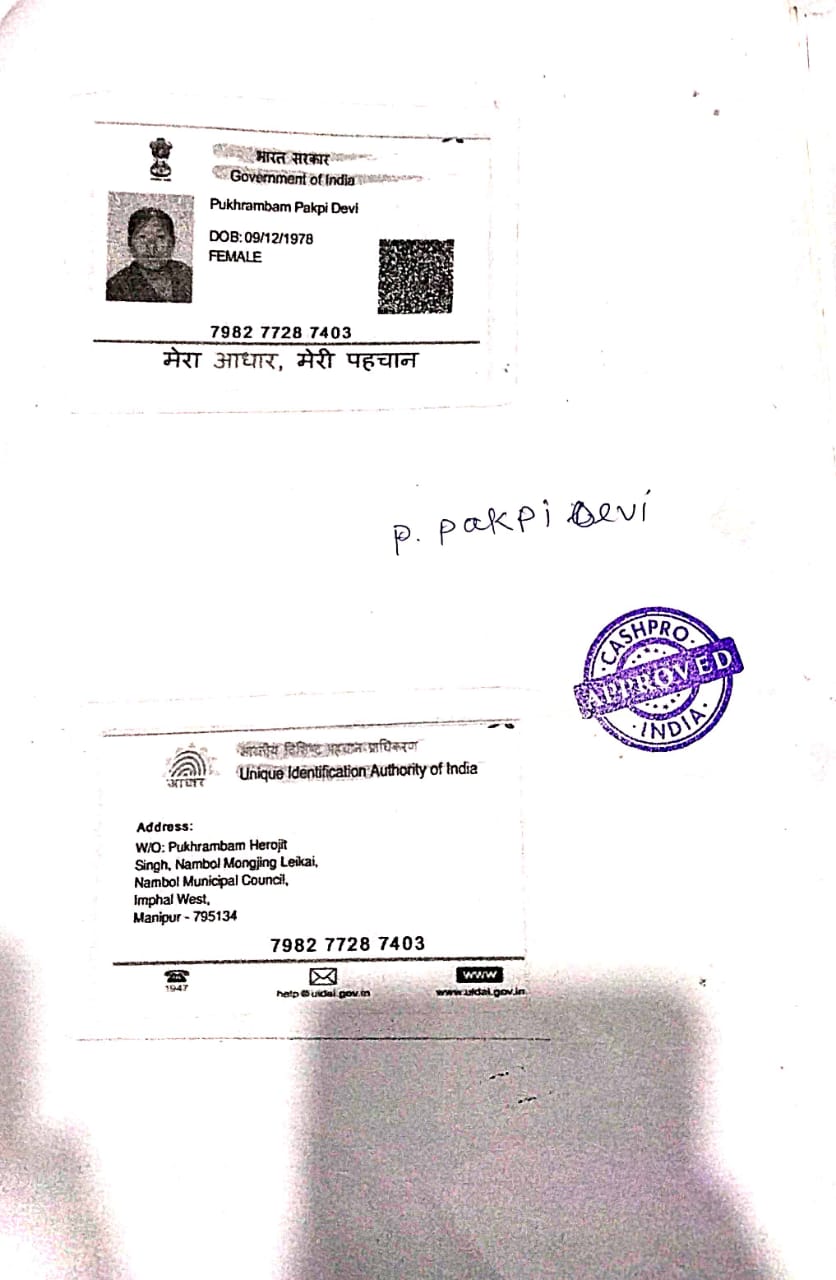 भारत सरकार
Government of India
Pukhrambam Pakpi Devi
DOB: 09/12/1978
FEMALE
7982 7728 7403
मेरा आधार, मेरी पहचान
P. Pakpi Devi
CASHPRO
APPROVED
INDIA
भारतीय विशिष्ट पहचान प्राधिकरण
Unique Identification Authority of India
आधार
Address:
W/O: Pukhrambam Herojit
Singh, Nambol Mongjing Leikai,
Nambol Municipal Council,
Imphal West,
Manipur - 795134
7982 7728 7403
1947
help@uidai.gov.in
www
www.uidai.gov.in